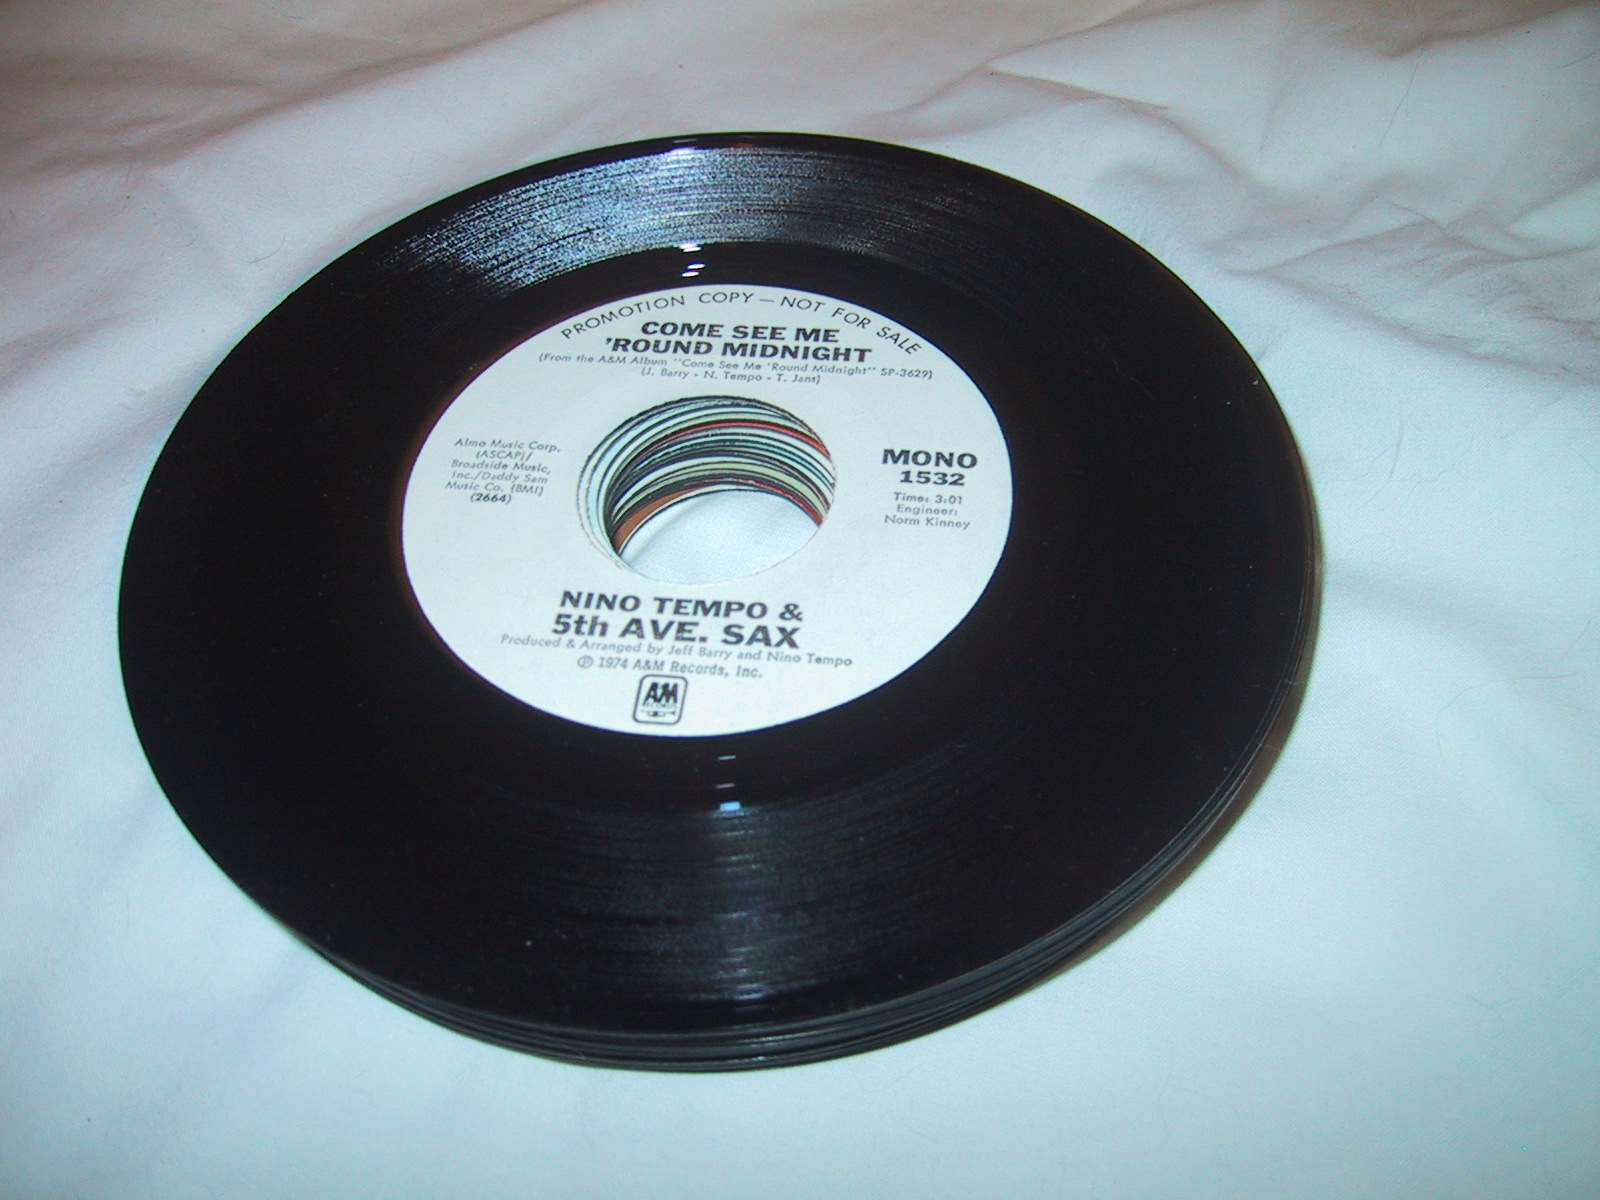 PROMOTION COPY — NOT FOR SALE
COME SEE ME
'ROUND MIDNIGHT
(From the A&M Album "Come See Me 'Round Midnight" SP-3629)
(J. Barry - N. Tempo - T. Jans)
Almo Music Corp.
(ASCAP)/
Broadside Music,
Inc./Daddy Sam
Music Co. (BMI)
(2664)
MONO
1532
Time: 3:01
Engineer:
Norm Kinney
NINO TEMPO &
5th AVE. SAX
Produced & Arranged by Jeff Barry and Nino Tempo
℗ 1974 A&M Records, Inc.
A&M
RECORDS